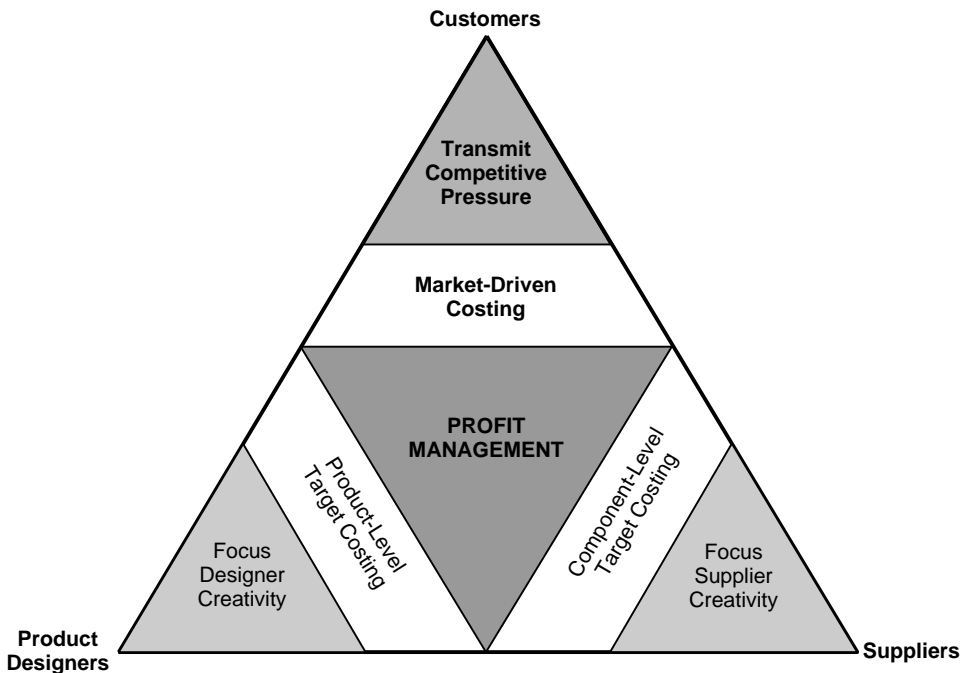 Customers
Transmit
Competitive
Pressure
Market-Driven
Costing
PROFIT
MANAGEMENT
Product-Level
Target Costing
Component-Level
Target Costing
Focus
Designer
Creativity
Focus
Supplier
Creativity
Product
Designers
Suppliers